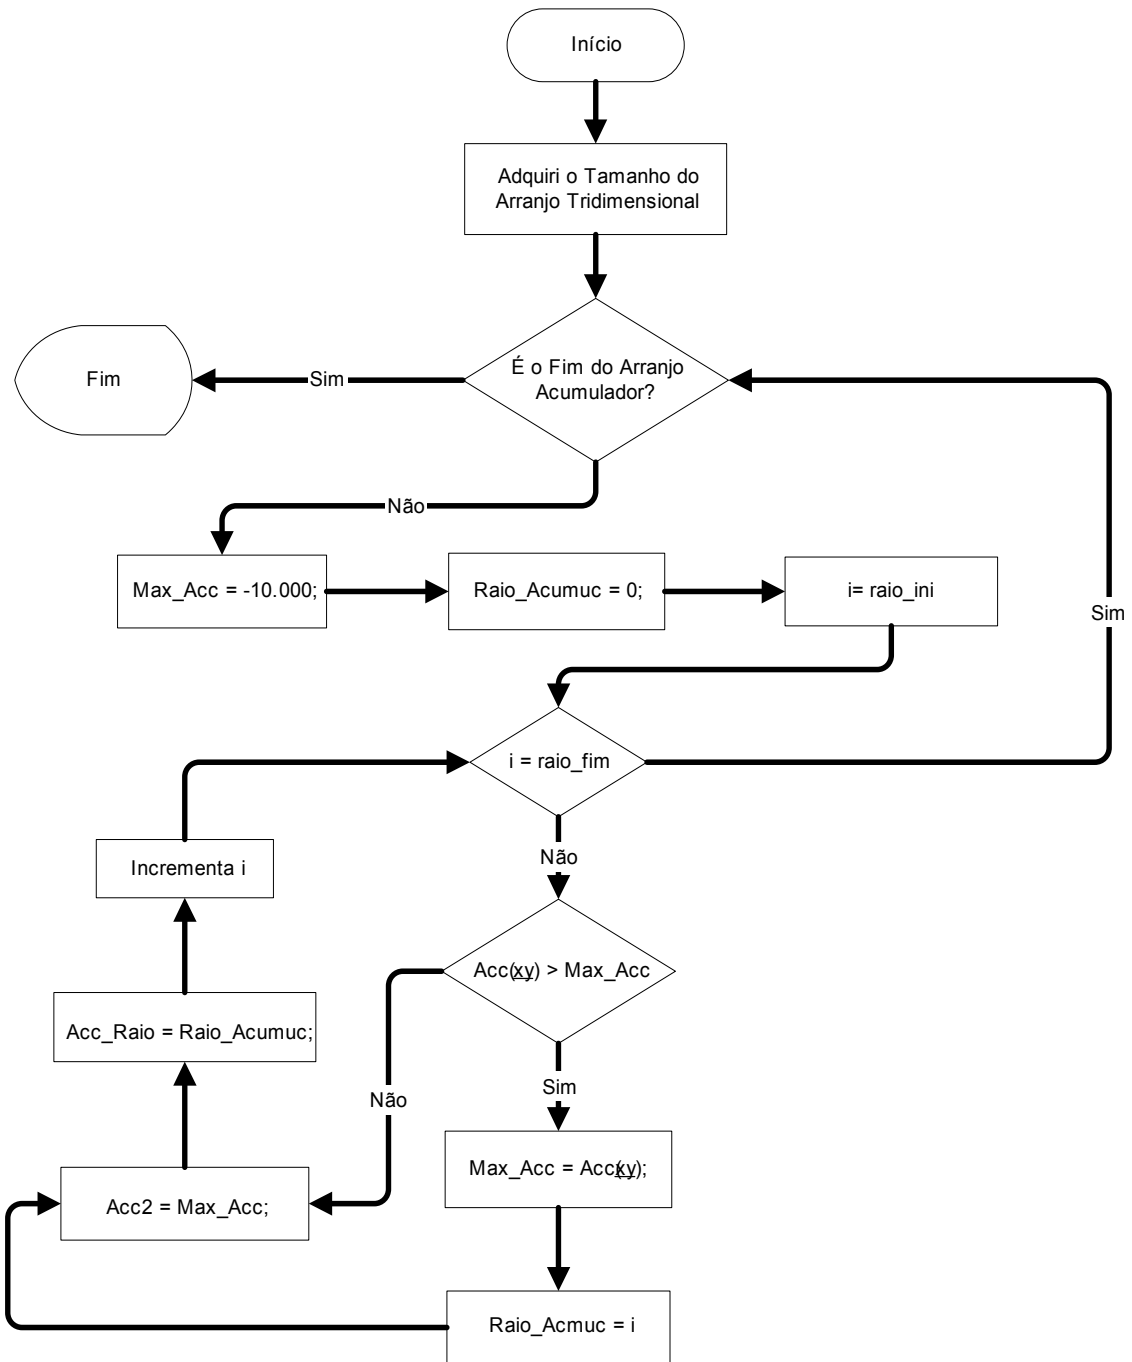 Início
Adquiri o Tamanho do
Arranjo Tridimensional
É o Fim do Arranjo
Acumulador?
Sim
Fim
Não
Max_Acc = -10.000;
Raio_Acumuc = 0;
i= raio_ini
Sim
i = raio_fim
Não
Incrementa i
Acc(xy) > Max_Acc
Acc_Raio = Raio_Acumuc;
Não
Sim
Max_Acc = Acc(xy);
Acc2 = Max_Acc;
Raio_Acmuc = i